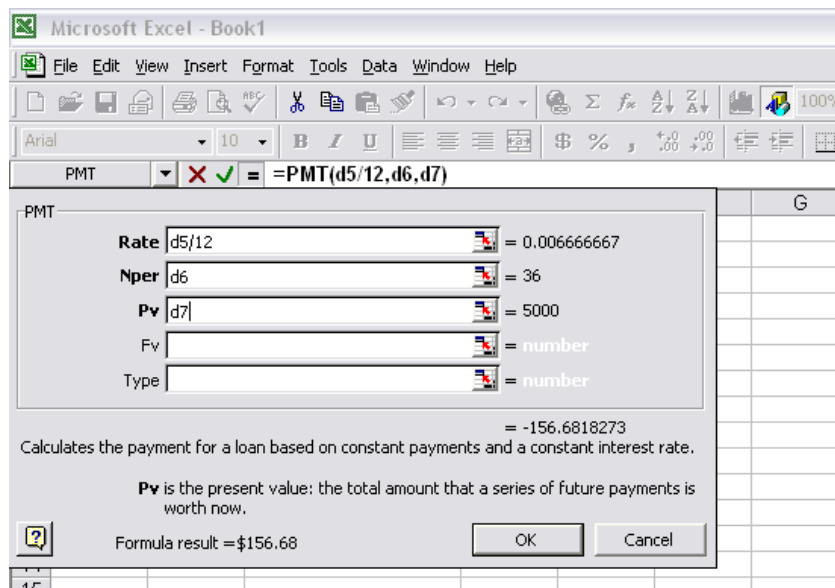 Microsoft Excel - Book1
File Edit View Insert Format Tools Data Window Help
100%
Arial 10 B I U $ % ,
PMT = =PMT(d5/12,d6,d7)
G
PMT
Rate d5/12 = 0.006666667
Nper d6 = 36
Pv d7 = 5000
Fv = number
Type = number
= -156.6818273
Calculates the payment for a loan based on constant payments and a constant interest rate.
Pv is the present value: the total amount that a series of future payments is
worth now.
Formula result =$156.68 OK Cancel
15